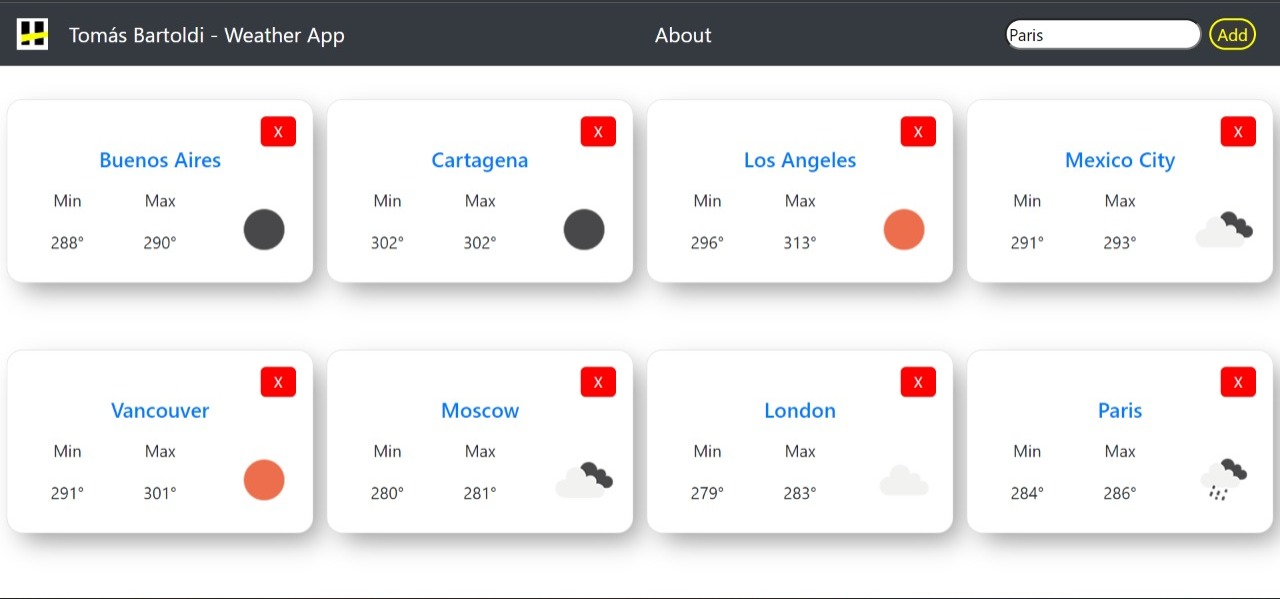 Tomás Bartoldi - Weather App About Paris Add
X X X X
Buenos Aires Cartagena Los Angeles Mexico City
Min Max Min Max Min Max Min Max
288° 290° 302° 302° 296° 313° 291° 293°
X X X X
Vancouver Moscow London Paris
Min Max Min Max Min Max Min Max
291° 301° 280° 281° 279° 283° 284° 286°